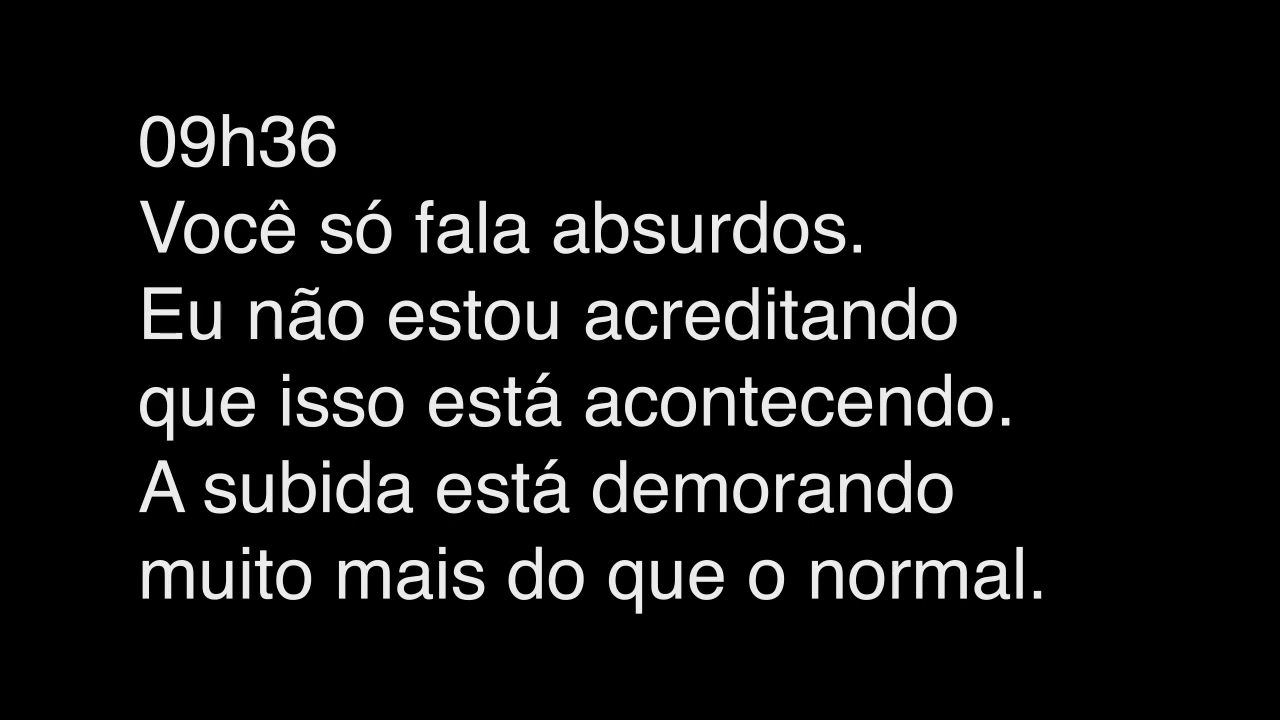 09h36
Você só fala absurdos.
Eu não estou acreditando
que isso está acontecendo.
A subida está demorando
muito mais do que o normal.